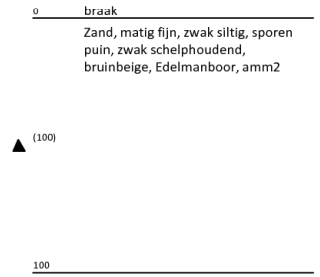 0 braak
Zand, matig fijn, zwak siltig, sporen
puin, zwak schelphoudend,
bruinbeige, Edelmanboor, amm2
(100)
100